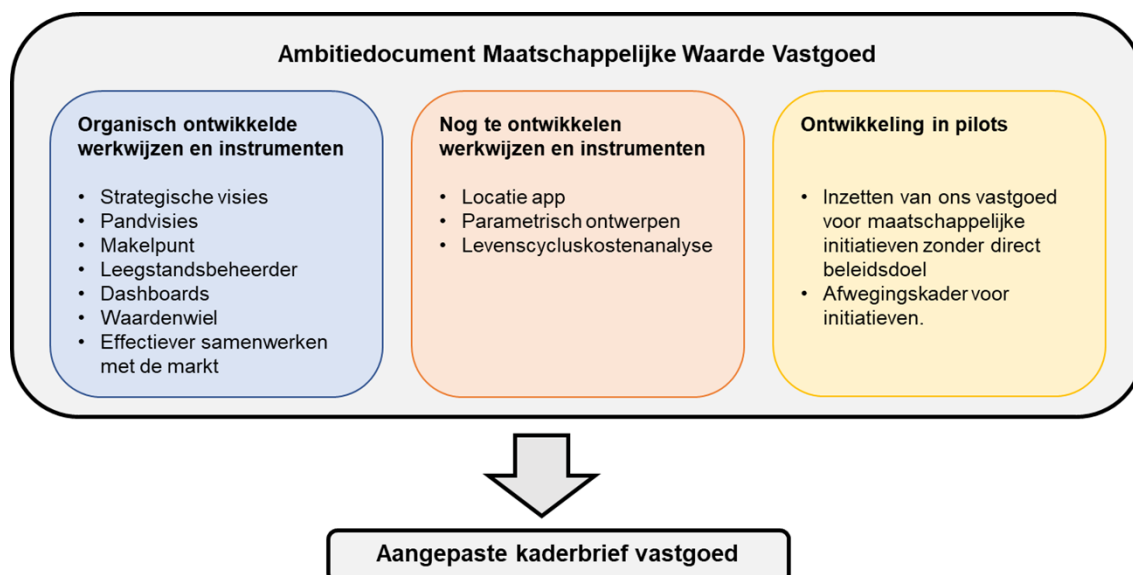 Ambitiedocument Maatschappelijke Waarde Vastgoed
Organisch ontwikkelde
werkwijzen en instrumenten
• Strategische visies
• Pandvisies
• Makelpunt
• Leegstandsbeheerder
• Dashboards
• Waardenwiel
• Effectiever samenwerken
met de markt
Nog te ontwikkelen
werkwijzen en instrumenten
• Locatie app
• Parametrisch ontwerpen
• Levenscycluskostenanalyse
Ontwikkeling in pilots
• Inzetten van ons vastgoed
voor maatschappelijke
initiatieven zonder direct
beleidsdoel
• Afwegingskader voor
initiatieven.
Aangepaste kaderbrief vastgoed